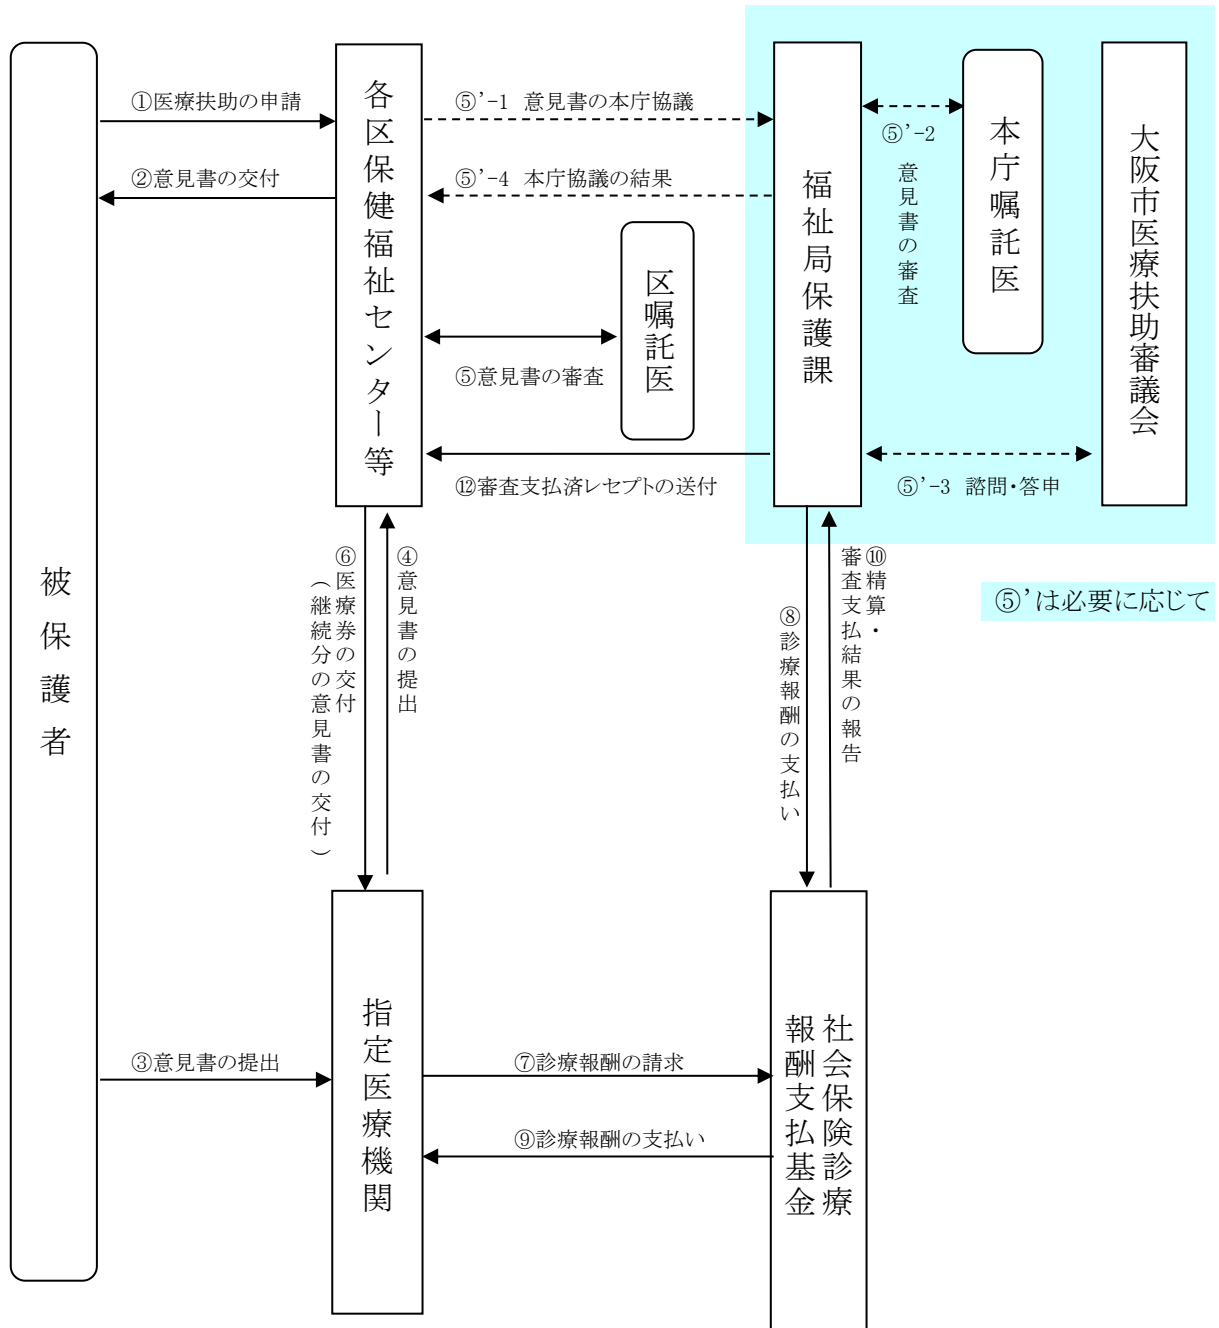 被保護者
①医療扶助の申請
②意見書の交付
各区保健福祉センター等
⑤’-1 意見書の本庁協議
⑤’-4 本庁協議の結果
区嘱託医
⑤意見書の審査
⑫審査支払済レセプトの送付
福祉局保護課
⑤’-2
意見書の審査
本庁嘱託医
大阪市医療扶助審議会
⑤’-3 諮問・答申
⑤’は必要に応じて
⑥医療券の交付
（継続分の意見書の交付）
④意見書の提出
⑧診療報酬の支払い
⑩精算・
審査支払結果の報告
③意見書の提出
指定医療機関
⑦診療報酬の請求
⑨診療報酬の支払い
社会保険診療
報酬支払基金